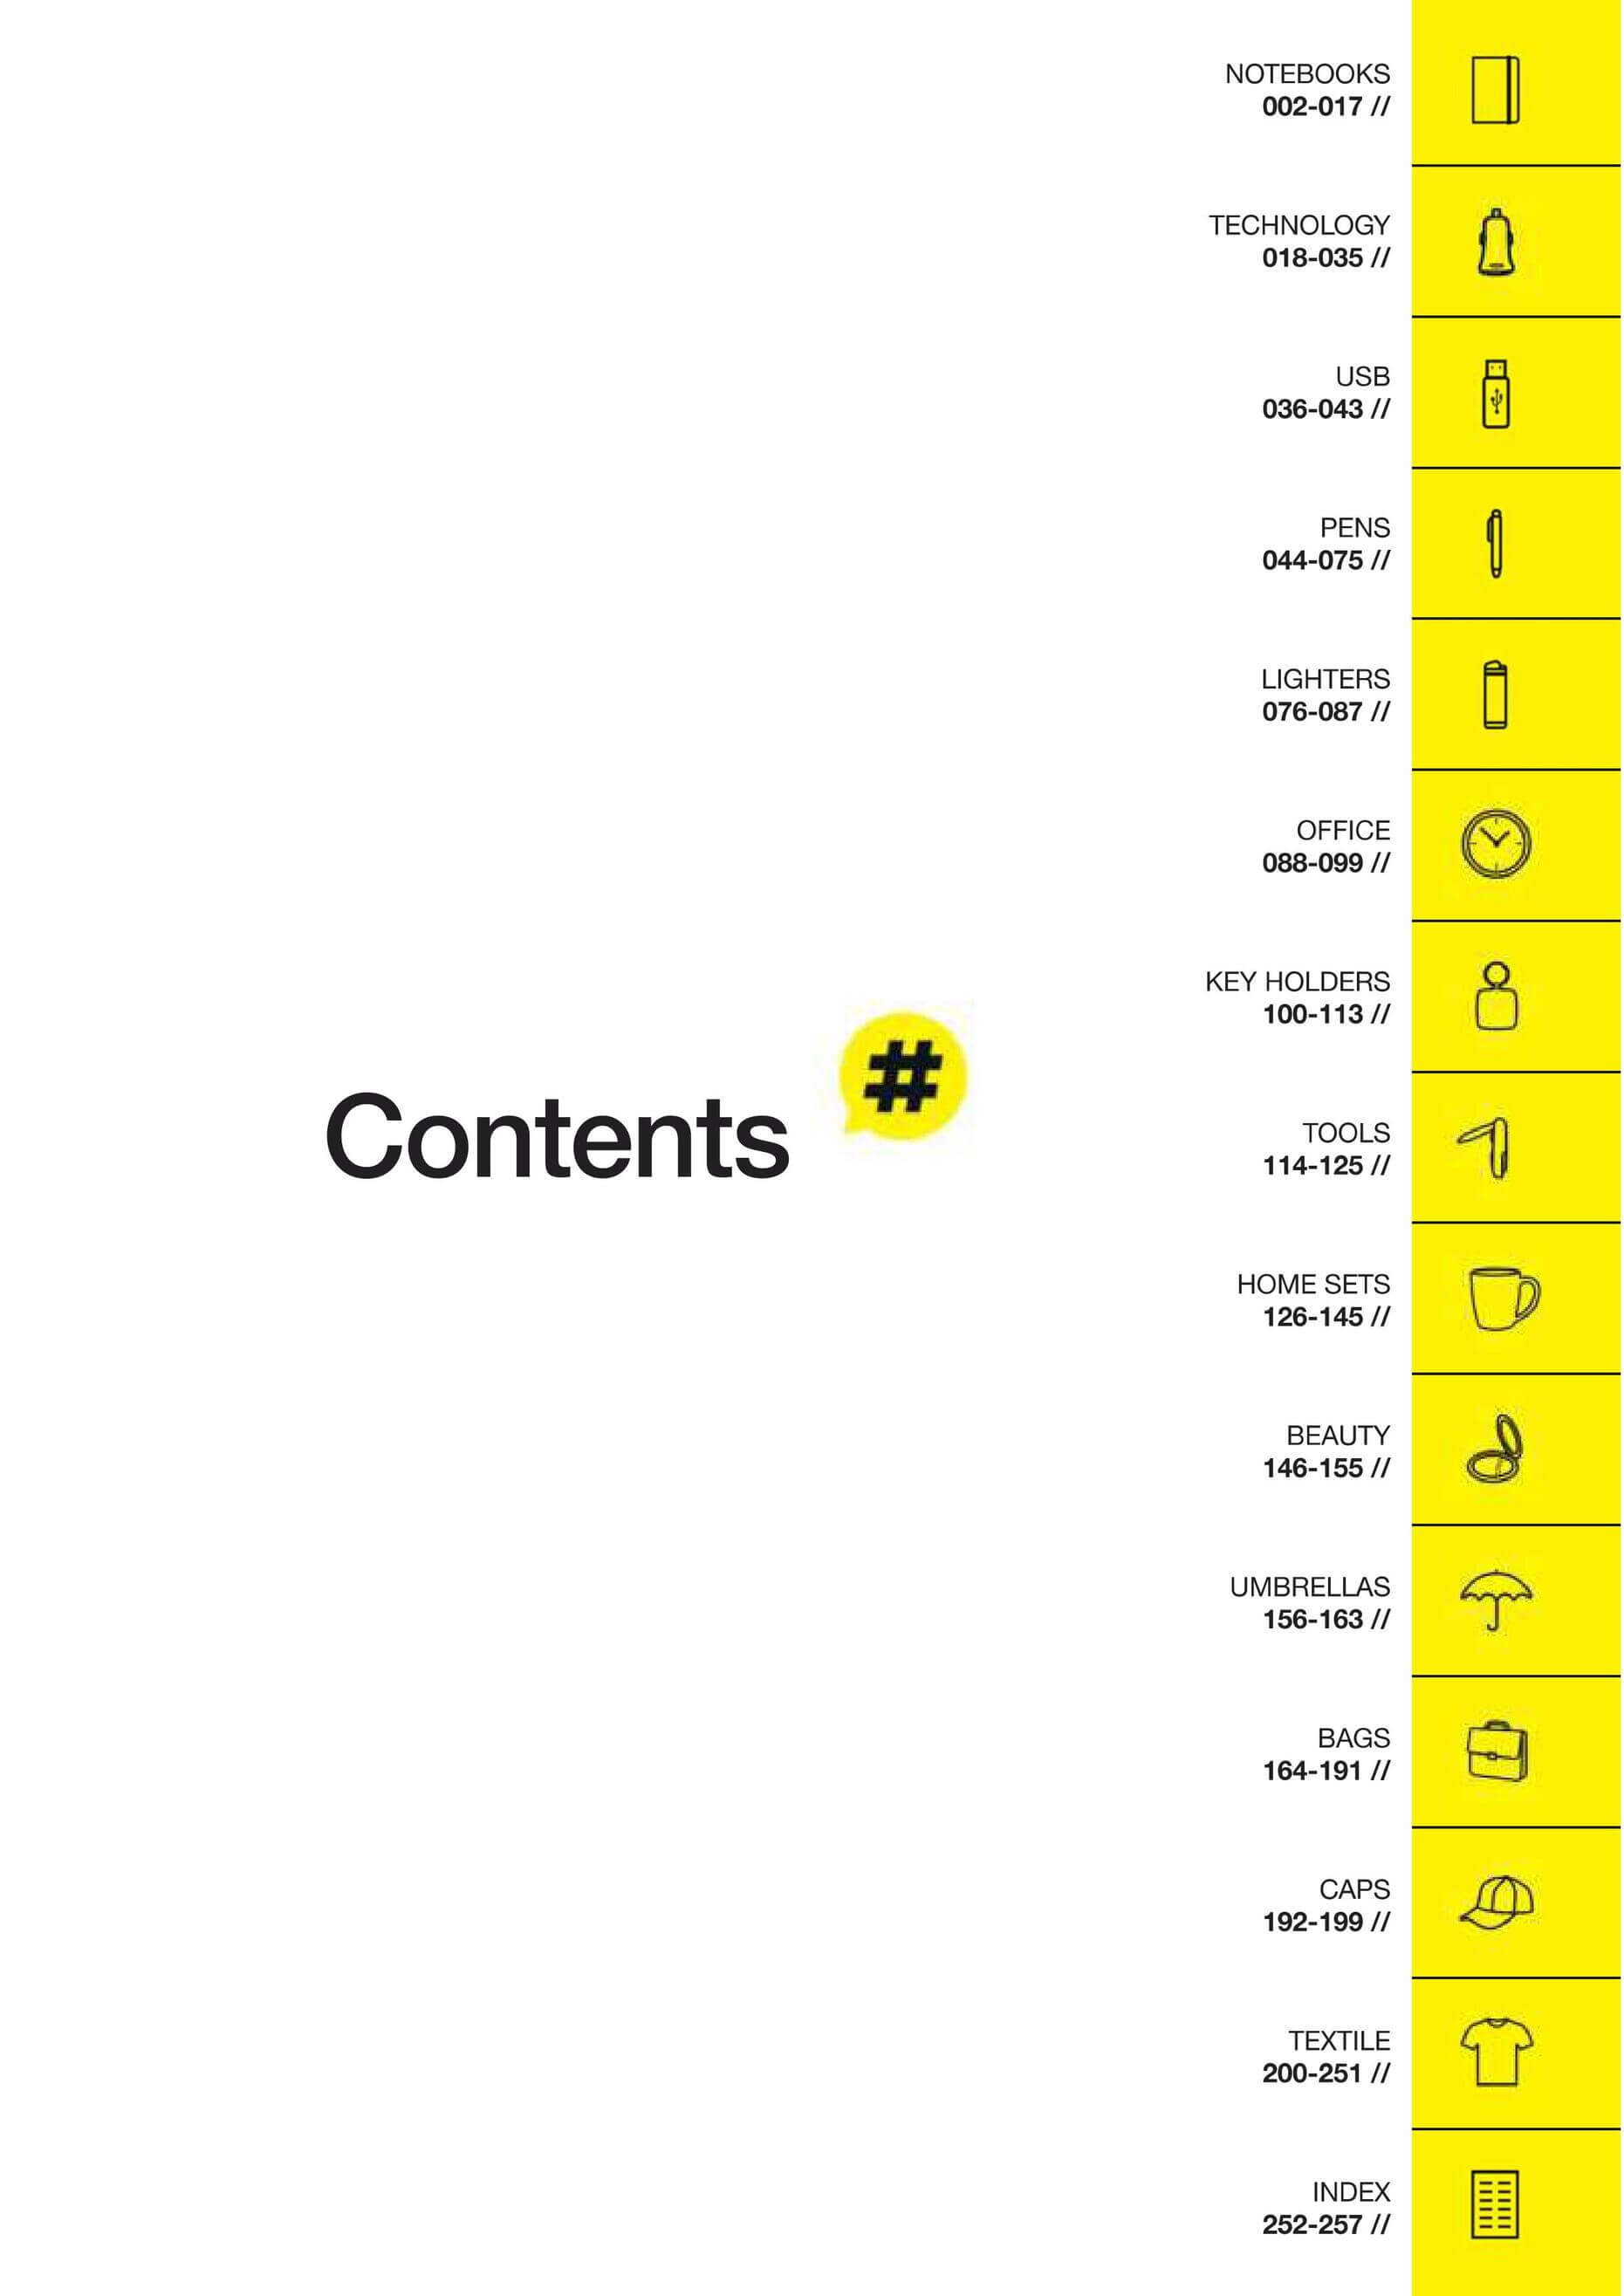 NOTEBOOKS
002-017 //
TECHNOLOGY
018-035 //
USB
036-043 //
PENS
044-075 //
LIGHTERS
076-087 //
OFFICE
088-099 //
KEY HOLDERS
100-113 //
Contents #
TOOLS
114-125 //
HOME SETS
126-145 //
BEAUTY
146-155 //
UMBRELLAS
156-163 //
BAGS
164-191 //
CAPS
192-199 //
TEXTILE
200-251 //
INDEX
252-257 //